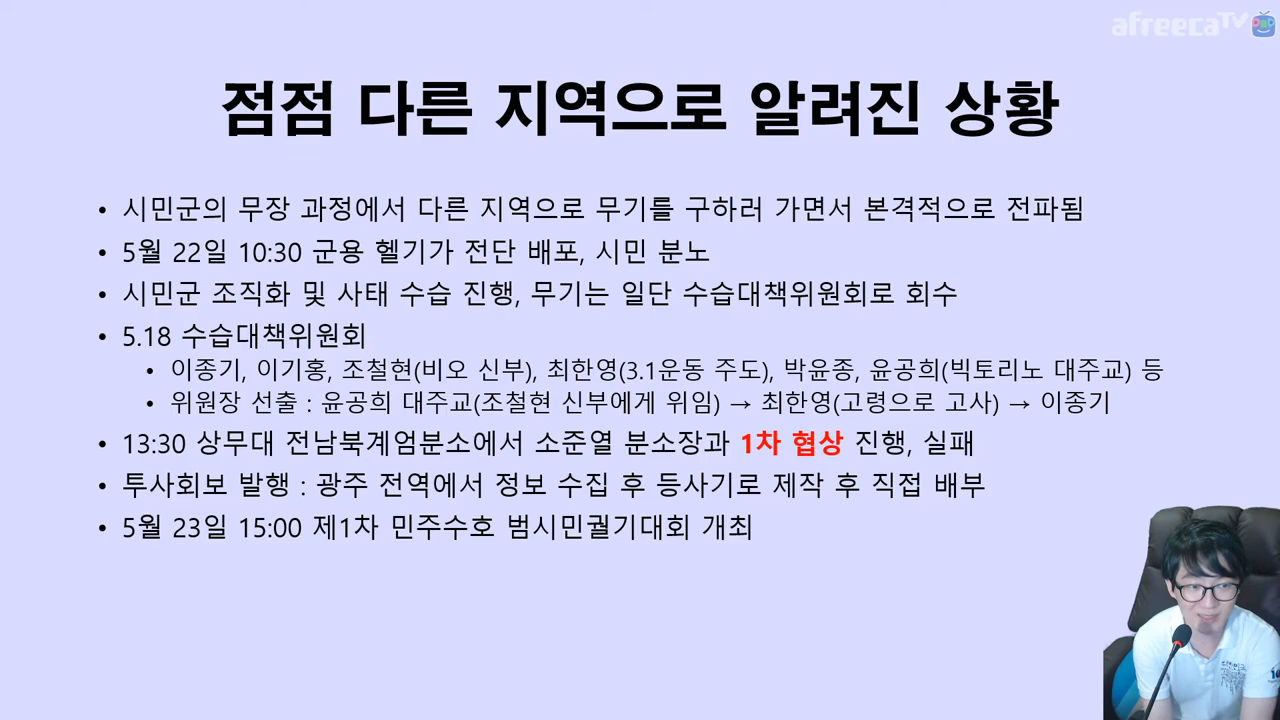 afreecaTV
점점 다른 지역으로 알려진 상황
• 시민군의 무장 과정에서 다른 지역으로 무기를 구하러 가면서 본격적으로 전파됨
• 5월 22일 10:30 군용 헬기가 전단 배포, 시민 분노
• 시민군 조직화 및 사태 수습 진행, 무기는 일단 수습대책위원회로 회수
• 5.18 수습대책위원회
• 이종기, 이기홍, 조철현(비오 신부), 최한영(3.1운동 주도), 박윤종, 윤공희(빅토리노 대주교) 등
• 위원장 선출 : 윤공희 대주교(조철현 신부에게 위임) → 최한영(고령으로 고사) → 이종기
• 13:30 상무대 전남북계엄분소에서 소준열 분소장과 1차 협상 진행, 실패
• 투사회보 발행 : 광주 전역에서 정보 수집 후 등사기로 제작 후 직접 배부
• 5월 23일 15:00 제1차 민주수호 범시민궐기대회 개최